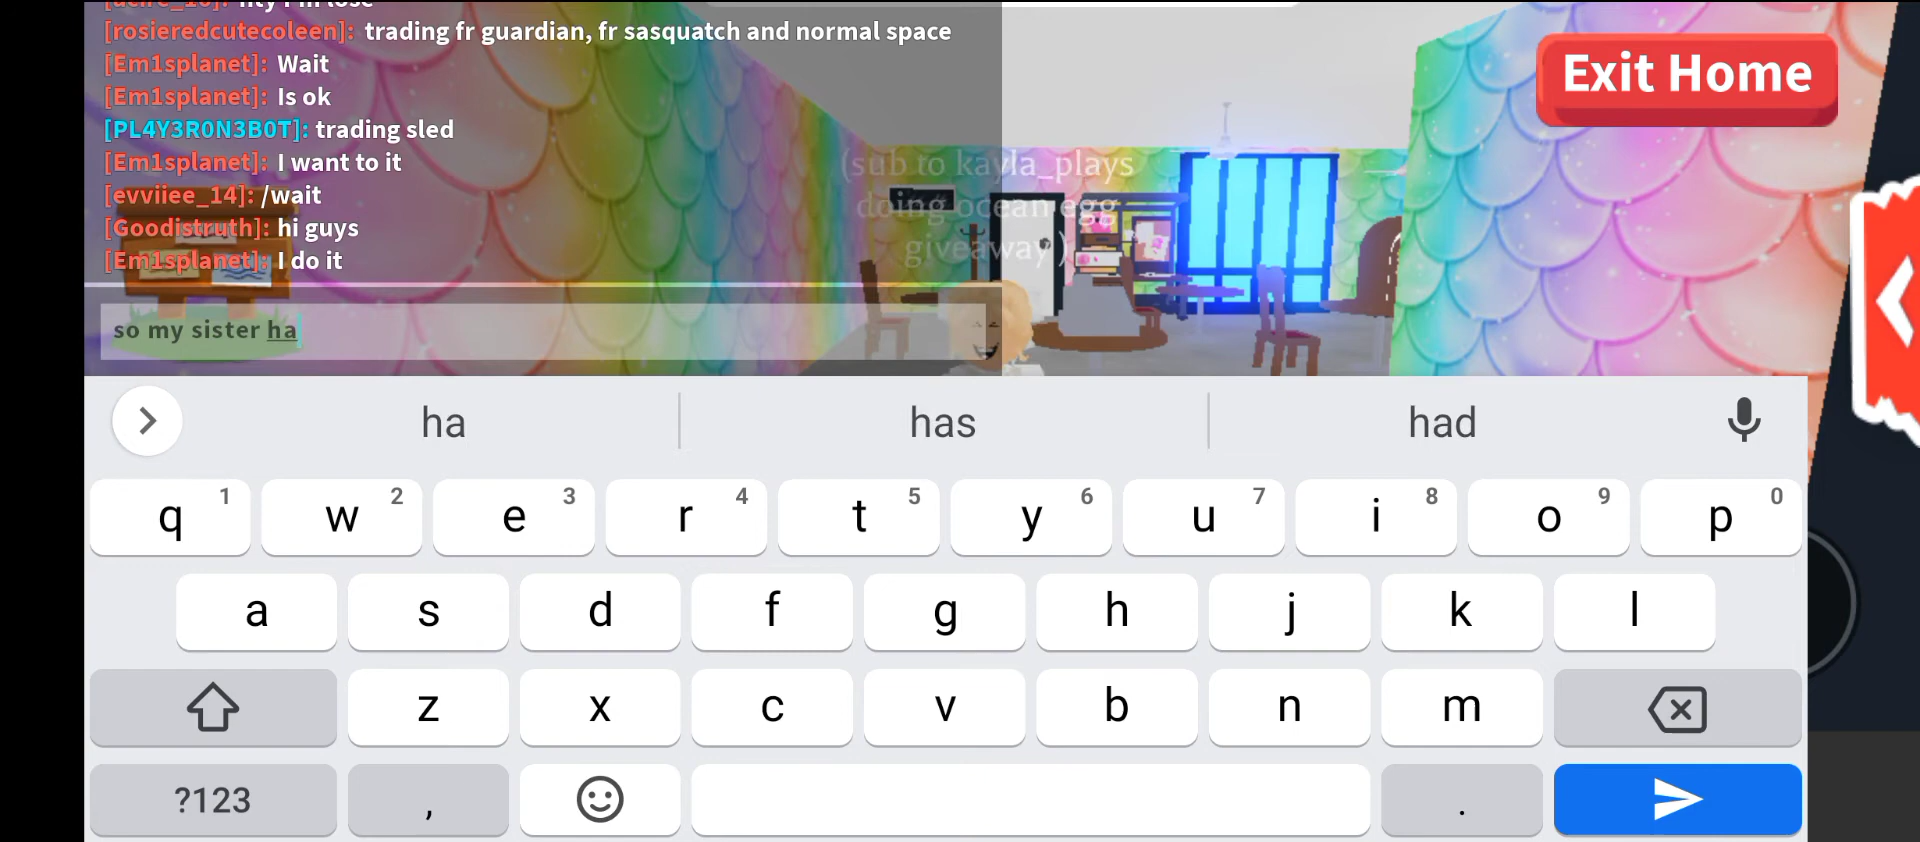 [rosieredcutecoleen]: trading fr guardian, fr sasquatch and normal space
[Em1splanet]: Wait
[Em1splanet]: Is ok
[PL4Y3R0N3B0T]: trading sled
[Em1splanet]: I want to it
[evviiee_14]: /wait
[Goodistruth]: hi guys
[Em1splanet]: I do it
so my sister ha
(sub to kayla_plays
doing ocean egg
giveaway )
Exit Home
ha has had
q 1 w 2 e 3 r 4 t 5 y 6 u 7 i 8 o 9 p 0
a s d f g h j k l
z x c v b n m
?123 , .